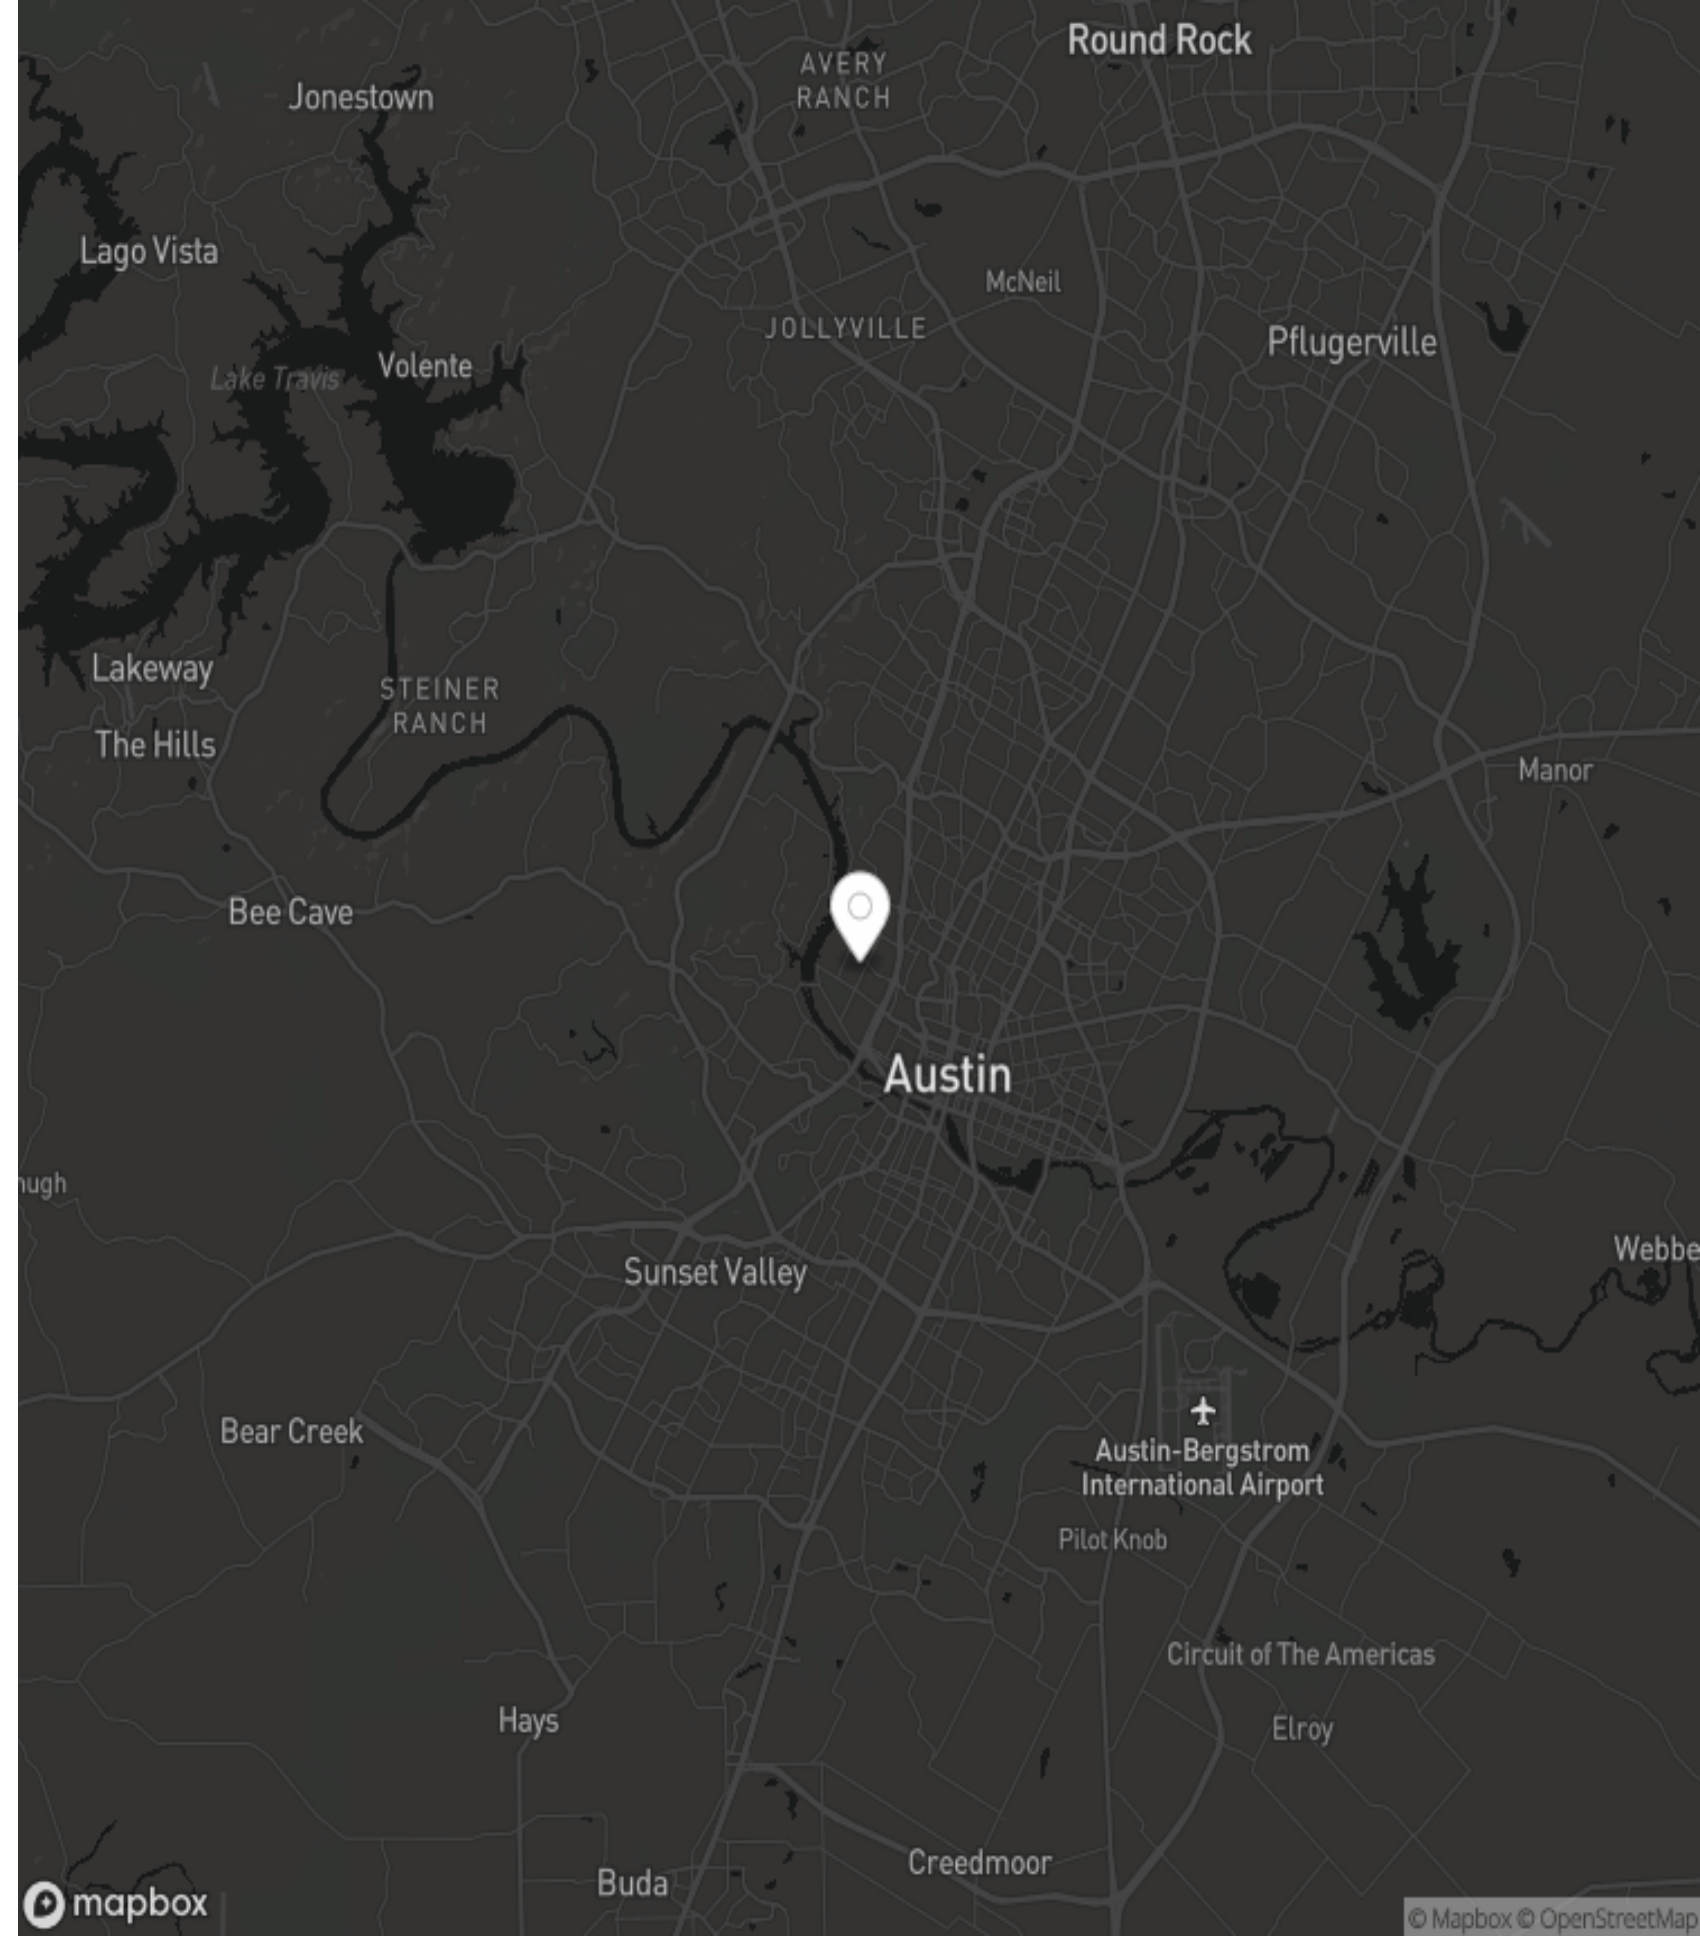 Round Rock
AVERY
RANCH
Jonestown
Lago Vista
McNeil
JOLLYVILLE
Pflugerville
Volente
Lake Travis
Lakeway
STEINER
RANCH
The Hills
Manor
Bee Cave
Austin
nugh
Webbe
Sunset Valley
Bear Creek
Austin-Bergstrom
International Airport
Pilot Knob
Circuit of The Americas
Hays
Elroy
Creedmoor
Buda
mapbox
© Mapbox © OpenStreetMap